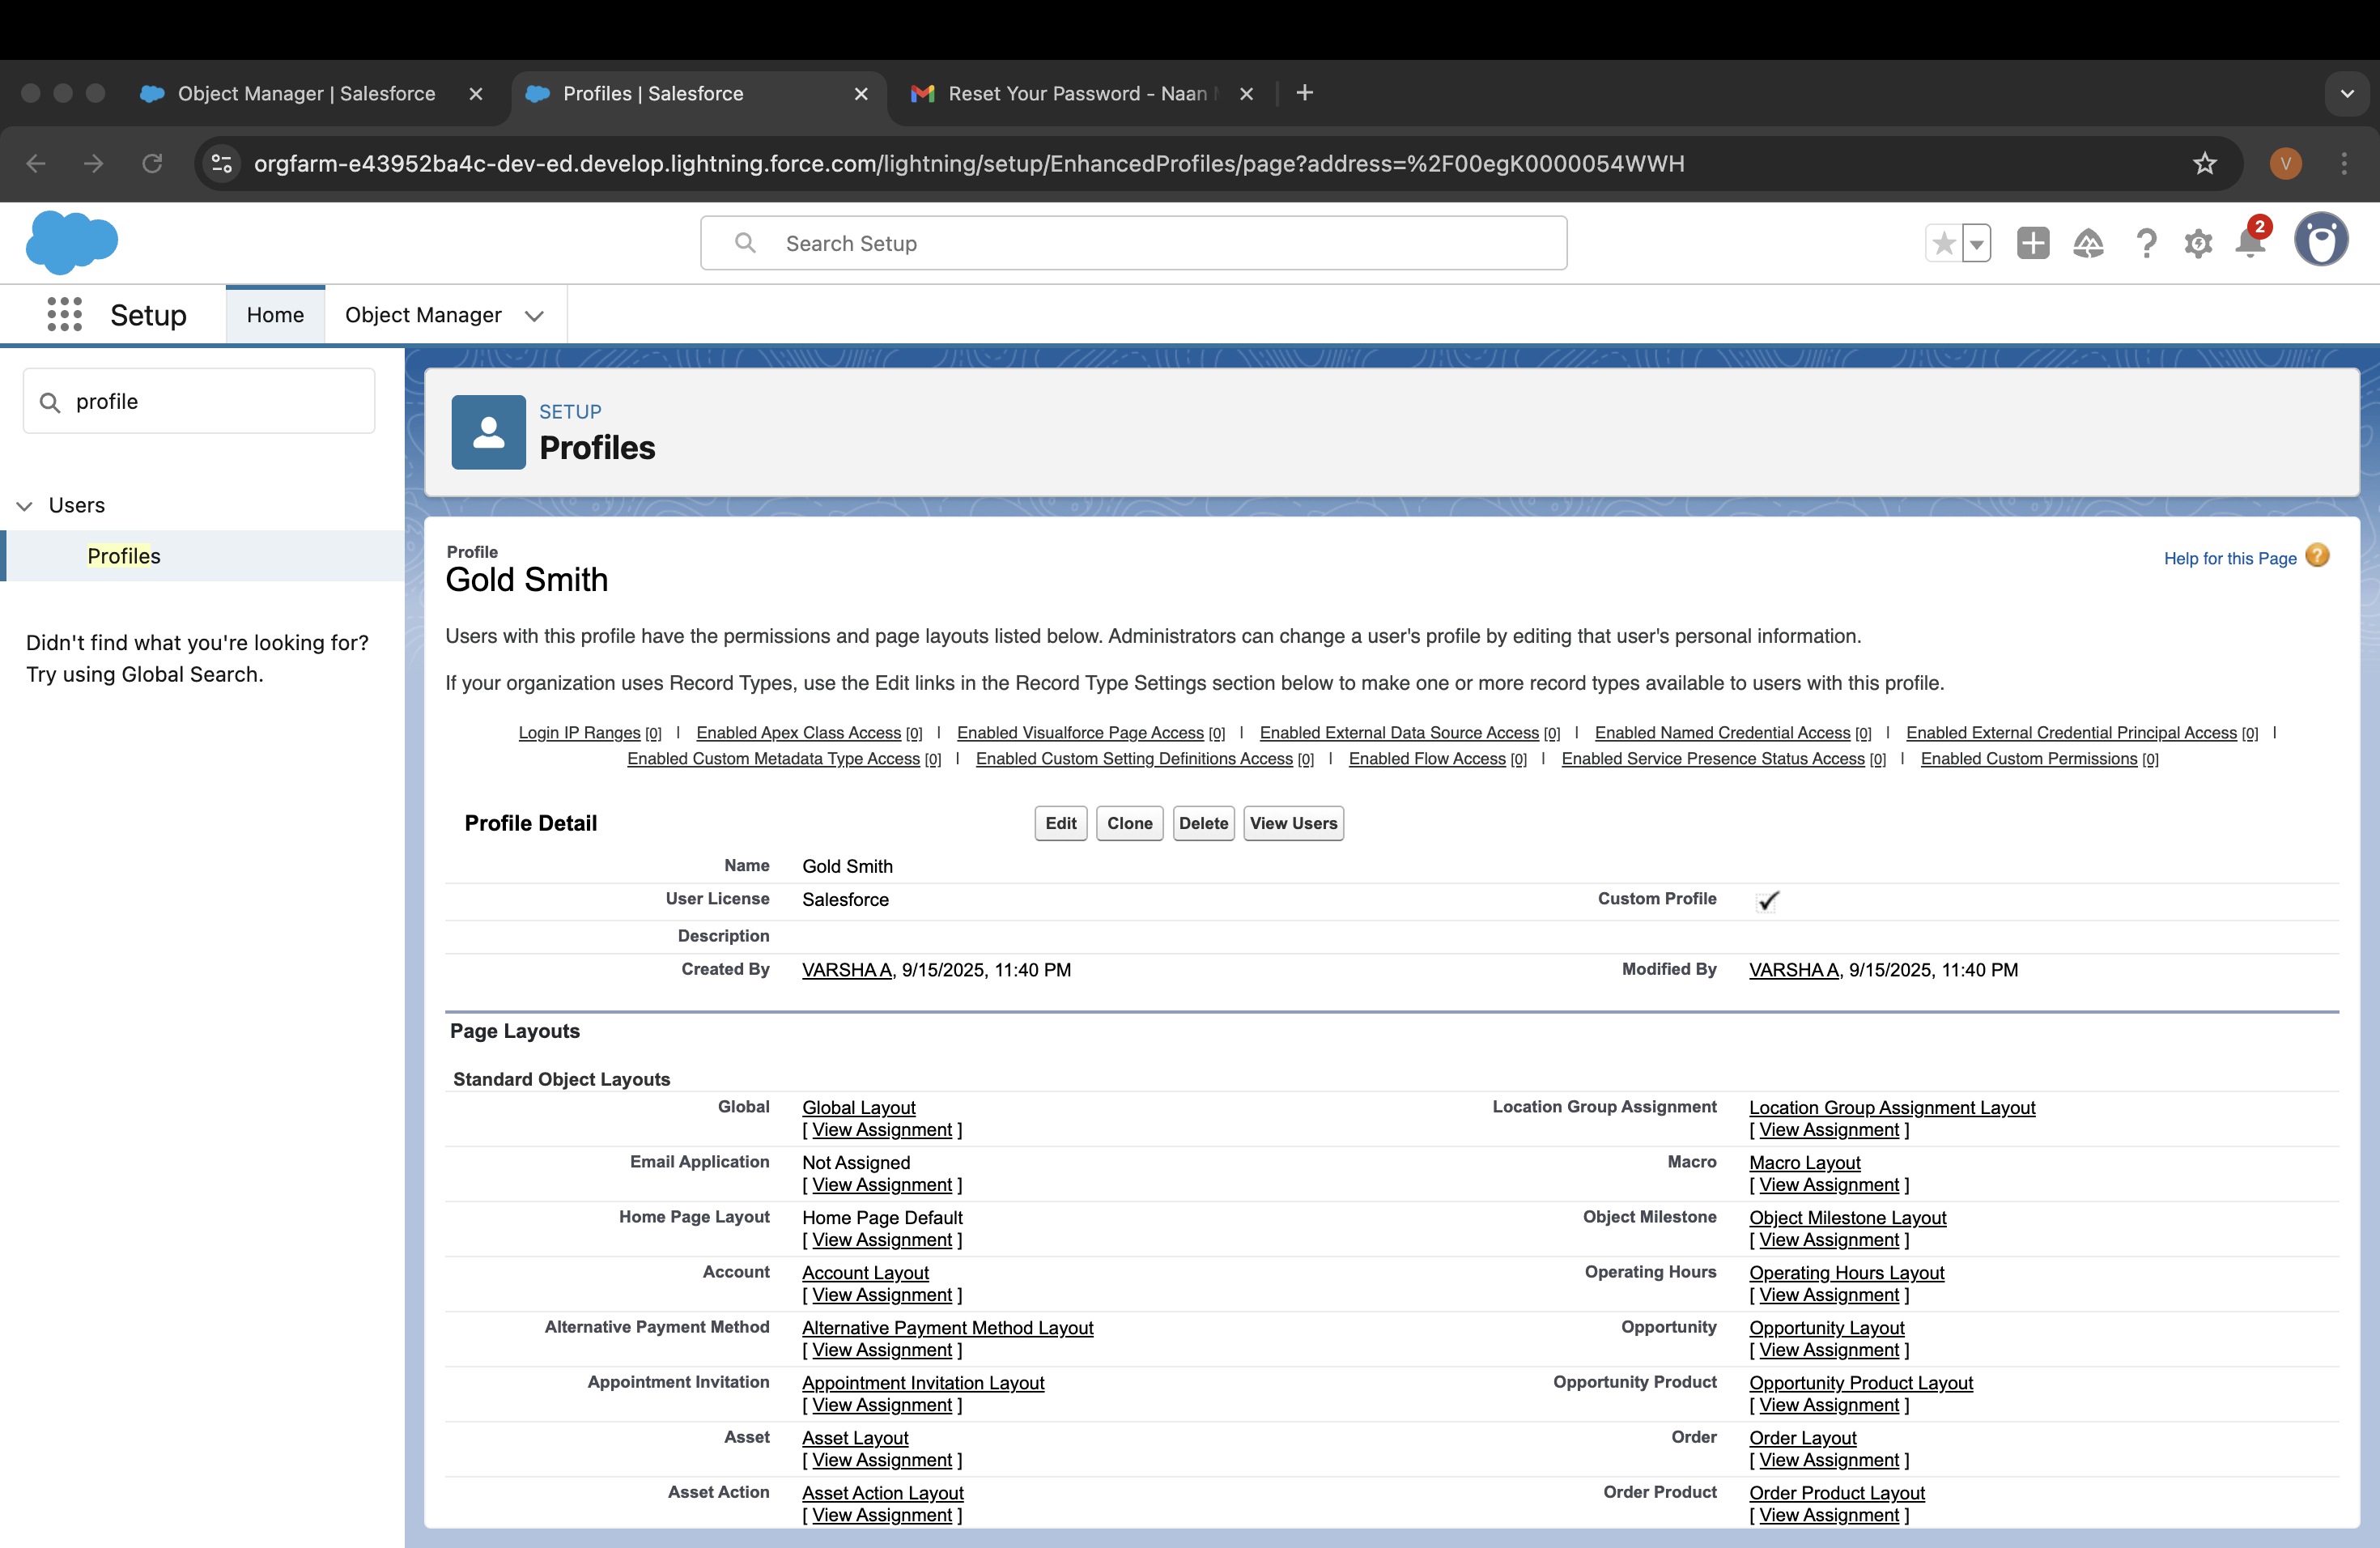 Object Manager | Salesforce
Profiles | Salesforce
Reset Your Password - Naan
orgfarm-e43952ba4c-dev-ed.develop.lightning.force.com/lightning/setup/EnhancedProfiles/page?address=%2F00egK0000054WWH
V
Search Setup
2
Setup
Home
Object Manager
profile
Users
Profiles
Didn't find what you're looking for?
Try using Global Search.
SETUP
Profiles
Profile
Gold Smith
Help for this Page
Users with this profile have the permissions and page layouts listed below. Administrators can change a user's profile by editing that user's personal information.
If your organization uses Record Types, use the Edit links in the Record Type Settings section below to make one or more record types available to users with this profile.
Login IP Ranges [0] | Enabled Apex Class Access [0] | Enabled Visualforce Page Access [0] | Enabled External Data Source Access [0] | Enabled Named Credential Access [0] | Enabled External Credential Principal Access [0] |
Enabled Custom Metadata Type Access [0] | Enabled Custom Setting Definitions Access [0] | Enabled Flow Access [0] | Enabled Service Presence Status Access [0] | Enabled Custom Permissions [0]
Profile Detail Edit Clone Delete View Users
Name Gold Smith
User License Salesforce Custom Profile
Description
Created By VARSHA A, 9/15/2025, 11:40 PM Modified By VARSHA A, 9/15/2025, 11:40 PM
Page Layouts
Standard Object Layouts
Global Global Layout Location Group Assignment Location Group Assignment Layout
[ View Assignment ] [ View Assignment ]
Email Application Not Assigned Macro Macro Layout
[ View Assignment ] [ View Assignment ]
Home Page Layout Home Page Default Object Milestone Object Milestone Layout
[ View Assignment ] [ View Assignment ]
Account Account Layout Operating Hours Operating Hours Layout
[ View Assignment ] [ View Assignment ]
Alternative Payment Method Alternative Payment Method Layout Opportunity Opportunity Layout
[ View Assignment ] [ View Assignment ]
Appointment Invitation Appointment Invitation Layout Opportunity Product Opportunity Product Layout
[ View Assignment ] [ View Assignment ]
Asset Asset Layout Order Order Layout
[ View Assignment ] [ View Assignment ]
Asset Action Asset Action Layout Order Product Order Product Layout
[ View Assignment ] [ View Assignment ]